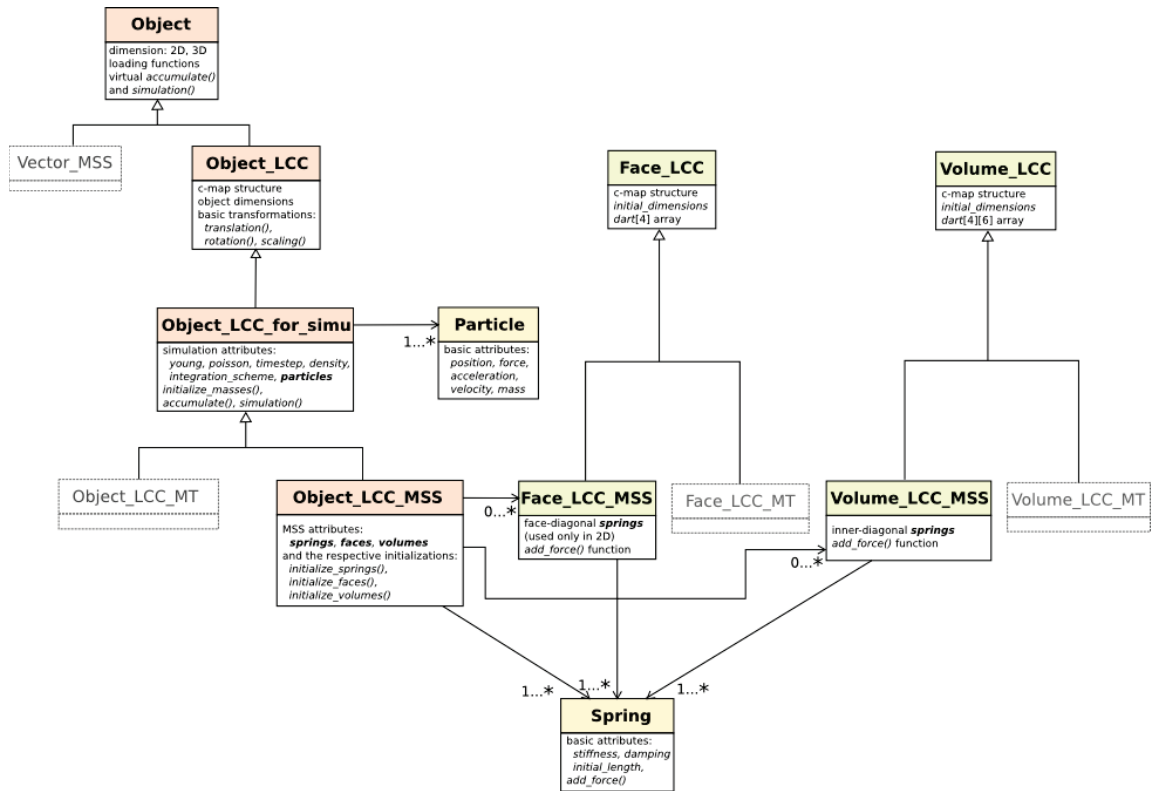 Object
dimension: 2D, 3D
loading functions
virtual accumulate()
and simulation()
Vector_MSS
Object_LCC
c-map structure
object dimensions
basic transformations:
translation(),
rotation(), scaling()
Face_LCC
c-map structure
initial_dimensions
dart[4] array
Volume_LCC
c-map structure
initial_dimensions
dart[4][6] array
Object_LCC_for_simu
simulation attributes:
young, poisson, timestep, density,
integration_scheme, particles
initialize_masses(),
accumulate(), simulation()
1...*
Particle
basic attributes:
position, force,
acceleration,
velocity, mass
Object_LCC_MT
Object_LCC_MSS
MSS attributes:
springs, faces, volumes
and the respective initializations:
initialize_springs(),
initialize_faces(),
initialize_volumes()
0...*
Face_LCC_MSS
face-diagonal springs
(used only in 2D)
add_force() function
Face_LCC_MT
Volume_LCC_MSS
inner-diagonal springs
add_force() function
0...*
Volume_LCC_MT
1...*
1...*
1...*
Spring
basic attributes:
stiffness, damping
initial_length,
add_force()